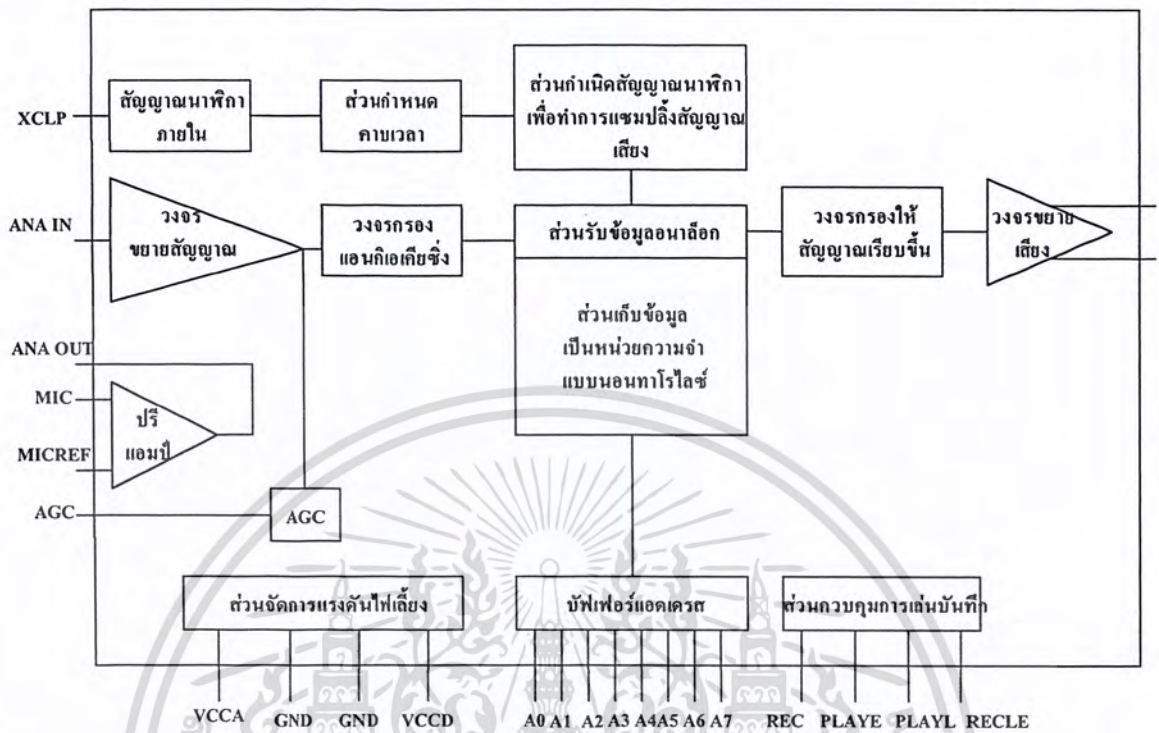 XCLP
สัญญาณนาฬิกา
ภายใน
ส่วนกำหนด
คาบเวลา
ส่วนกำเนิดสัญญาณนาฬิกา
เพื่อทำการแซมปลิ้งสัญญาณ
เสียง
ANA IN
วงจร
ขยายสัญญาณ
วงจรกรอง
แอนกิเอเคียซิ่ง
ส่วนรับข้อมูลอนาล็อก
วงจรกรองให้
สัญญาณเรียบขึ้น
วงจรขยาย
เสียง
ส่วนเก็บข้อมูล
เป็นหน่วยความจำ
แบบนอนทาโรไลซ์
ANA OUT
MIC
ปรี
แอมป์
MICREF
AGC
AGC
ส่วนจัดการแรงดันไฟเลี้ยง
บัฟเฟอร์แอดเดรส
ส่วนควบคุมการเล่นบันทึก
VCCA GND GND VCCD A0 A1 A2 A3 A4 A5 A6 A7 REC PLAYE PLAYL RECLE